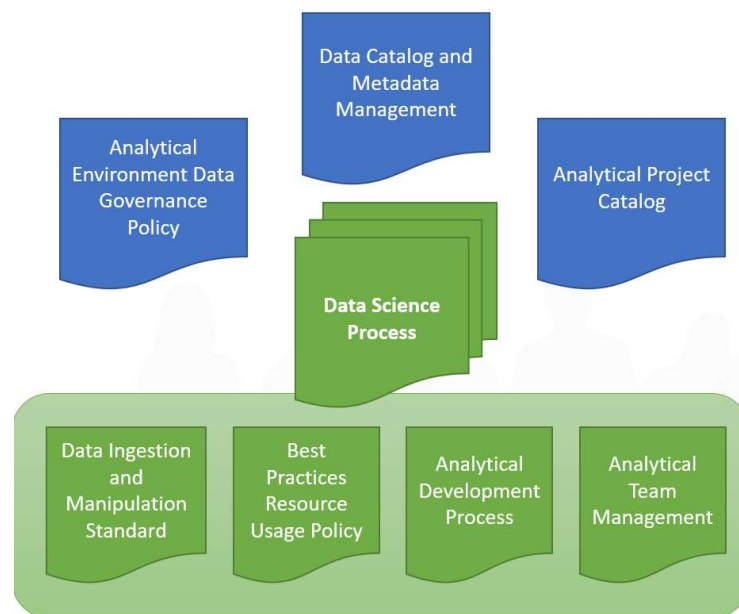 Data Catalog and
Metadata
Management
Analytical
Environment Data
Governance
Policy
Analytical Project
Catalog
Data Science
Process
Data Ingestion
and
Manipulation
Standard
Best
Practices
Resource
Usage Policy
Analytical
Development
Process
Analytical
Team
Management